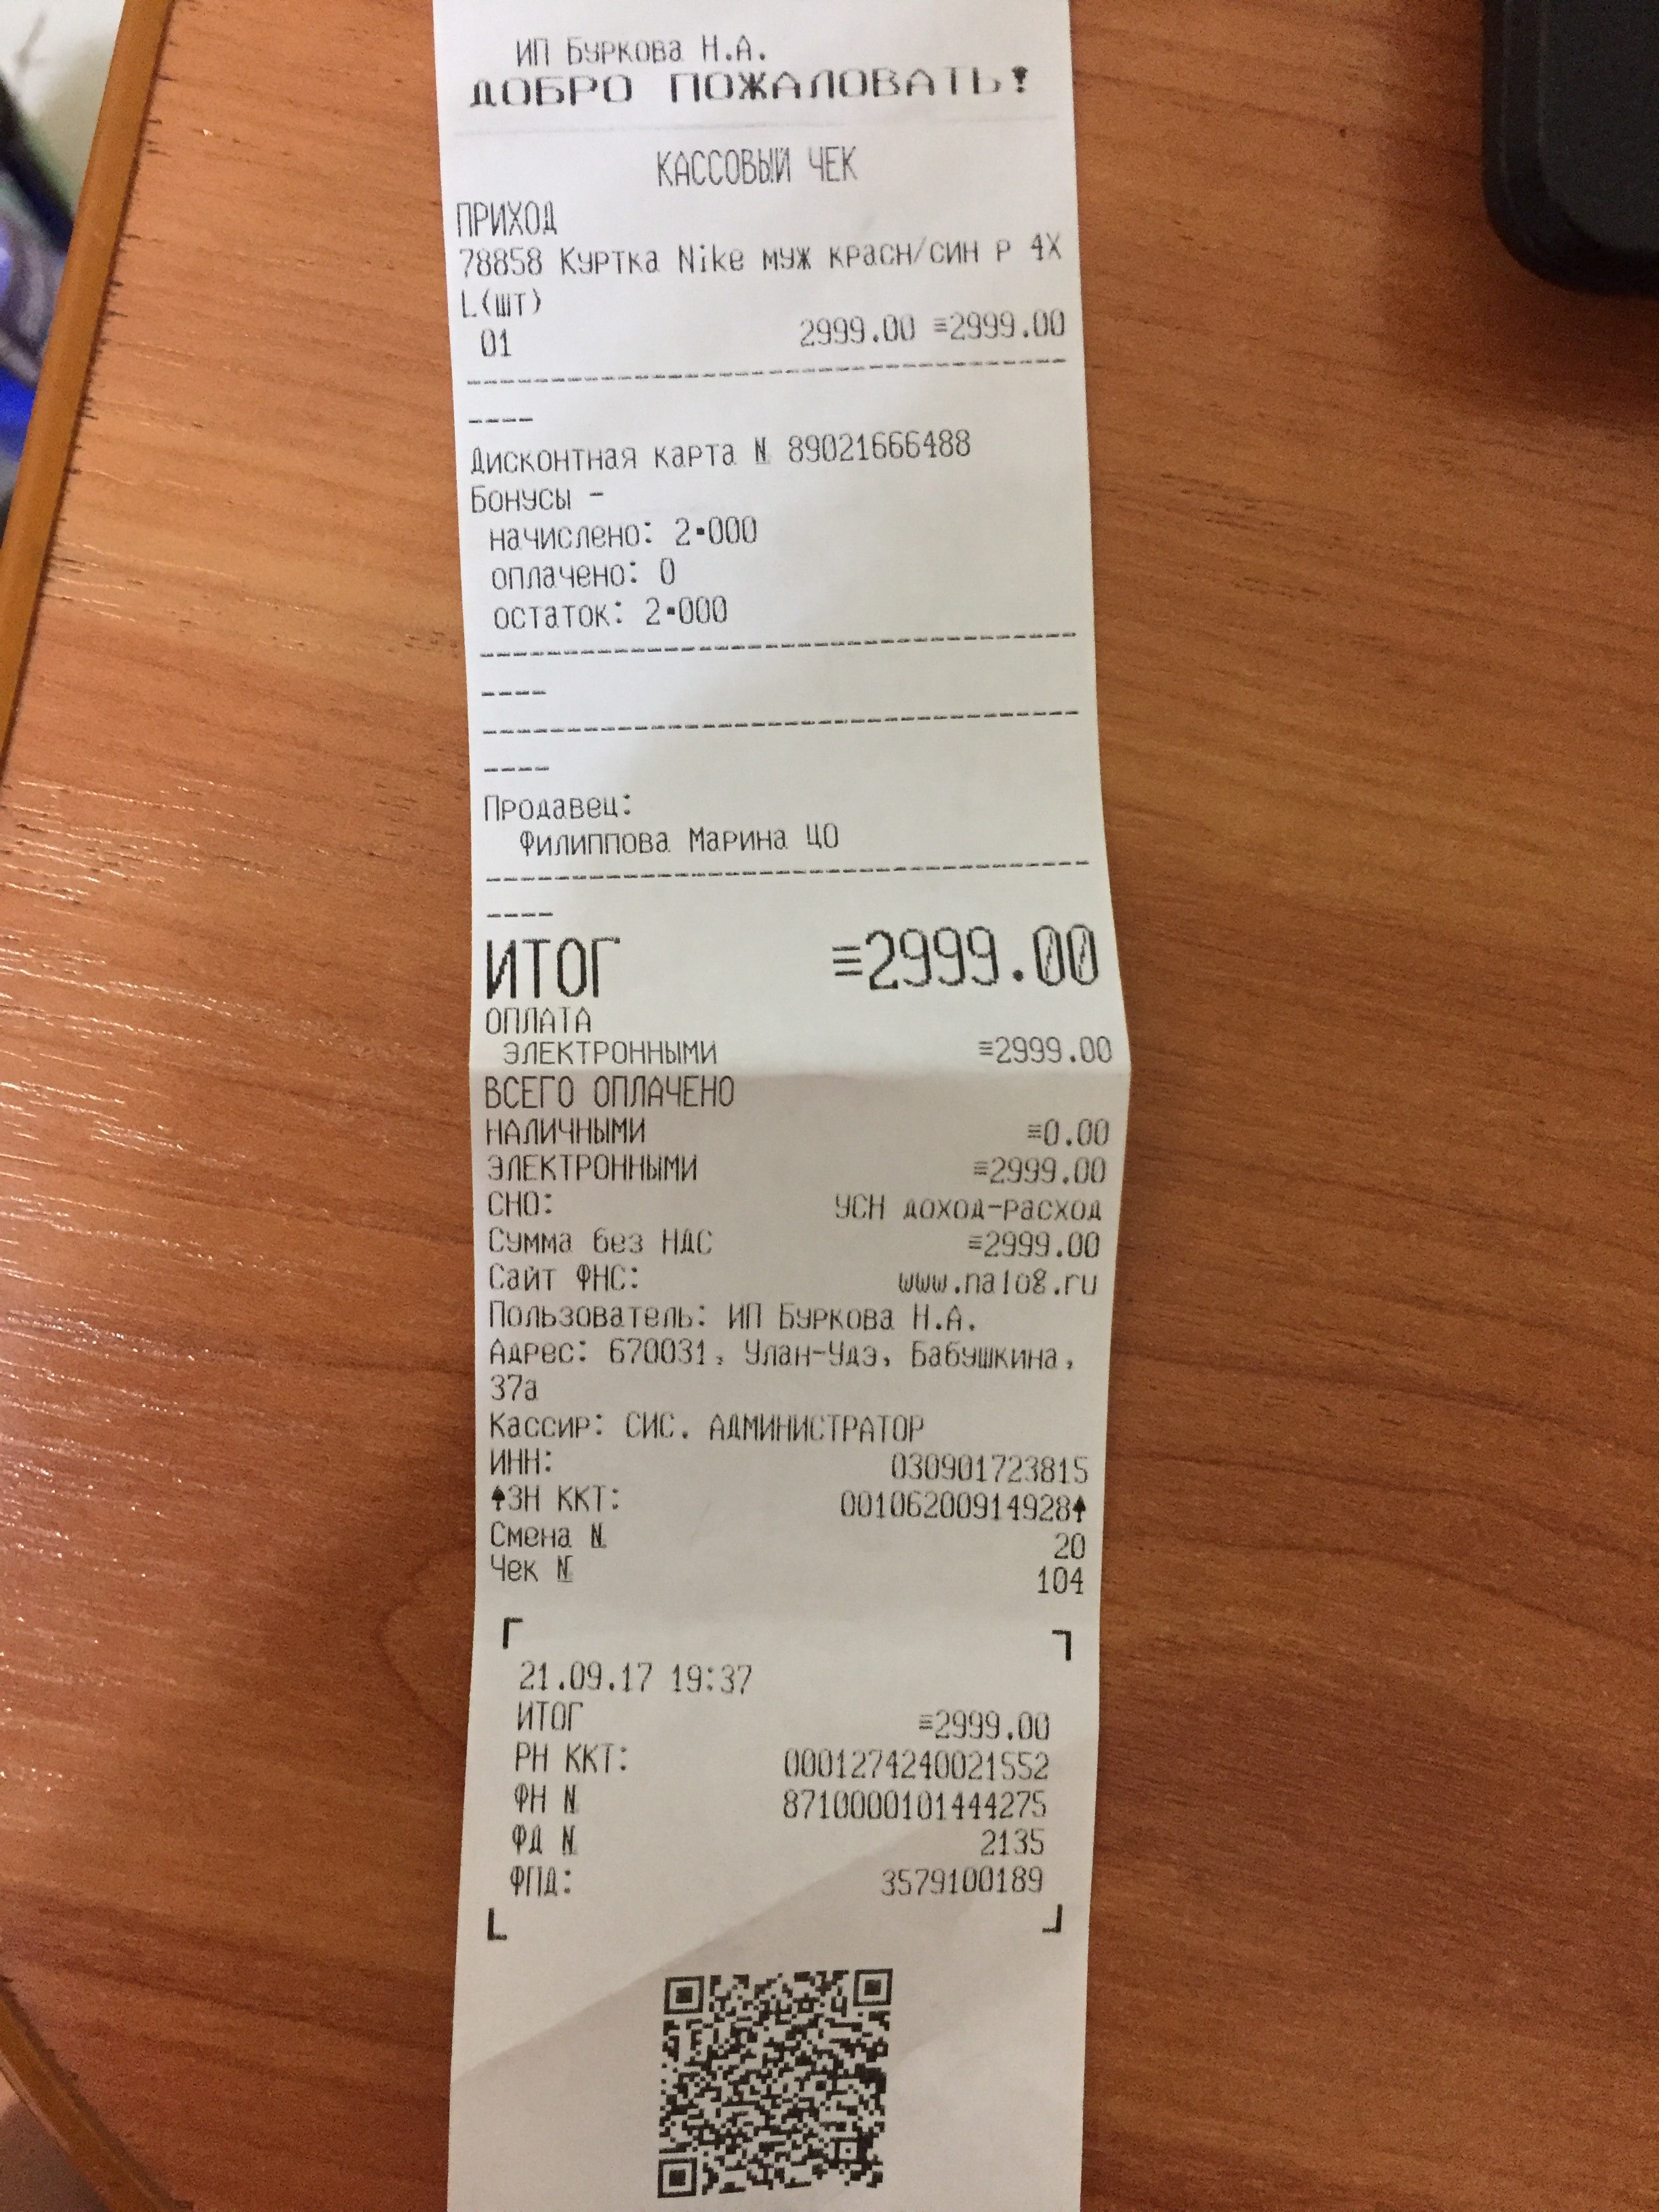 ИП Буркова Н.А.
ДОБРО ПОЖАЛОВАТЬ!
КАССОВЫЙ ЧЕК
ПРИХОД
78858 Куртка Nike муж красн/син р 4X
L(шт)
01 2999.00 ≡2999.00
Дисконтная карта № 89021666488
Бонусы -
начислено: 2▪000
оплачено: 0
остаток: 2▪000
Продавец:
Филиппова Марина ЦО
ИТОГ ≡2999.00
ОПЛАТА
ЭЛЕКТРОННЫМИ ≡2999.00
ВСЕГО ОПЛАЧЕНО
НАЛИЧНЫМИ ≡0.00
ЭЛЕКТРОННЫМИ ≡2999.00
СНО: УСН доход-расход
Сумма без НДС ≡2999.00
Сайт ФНС: www.nalog.ru
Пользователь: ИП Буркова Н.А.
Адрес: 670031, Улан-Удэ, Бабушкина,
37а
Кассир: СИС. АДМИНИСТРАТОР
ИНН: 030901723815
♠ЗН ККТ: 00106200914928♠
Смена № 20
Чек № 104
21.09.17 19:37
ИТОГ ≡2999.00
РН ККТ: 0001274240021552
ФН № 8710000101444275
ФД № 2135
ФПД: 3579100189